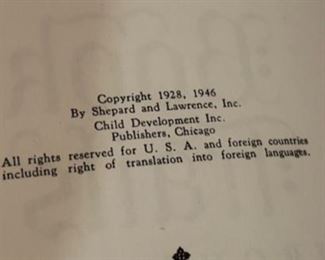 Copyright 1928, 1946
By Shepard and Lawrence, Inc.
Child Development Inc.
Publishers, Chicago
All rights reserved for U. S. A. and foreign countries
including right of translation into foreign languages.